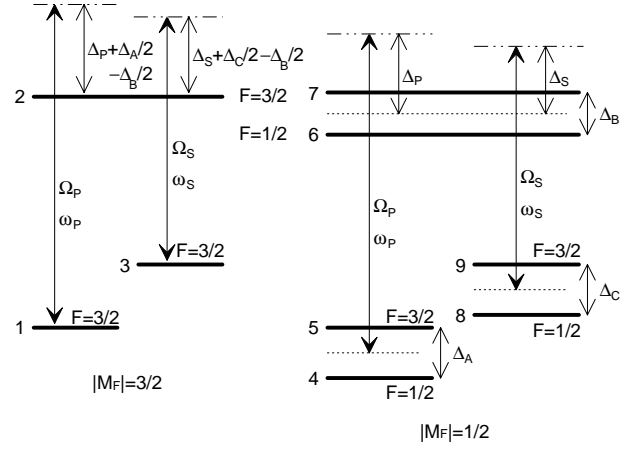 Δ_P+Δ_A/2
−Δ_B/2
Δ_S+Δ_C/2−Δ_B/2
2
F=3/2
Ω_P
ω_P
Ω_S
ω_S
3
F=3/2
1
F=3/2
|M_F|=3/2
Δ_P
Δ_S
7
Δ_B
F=1/2
6
Ω_P
ω_P
Ω_S
ω_S
9
F=3/2
Δ_C
8
F=1/2
5
F=3/2
Δ_A
4
F=1/2
|M_F|=1/2